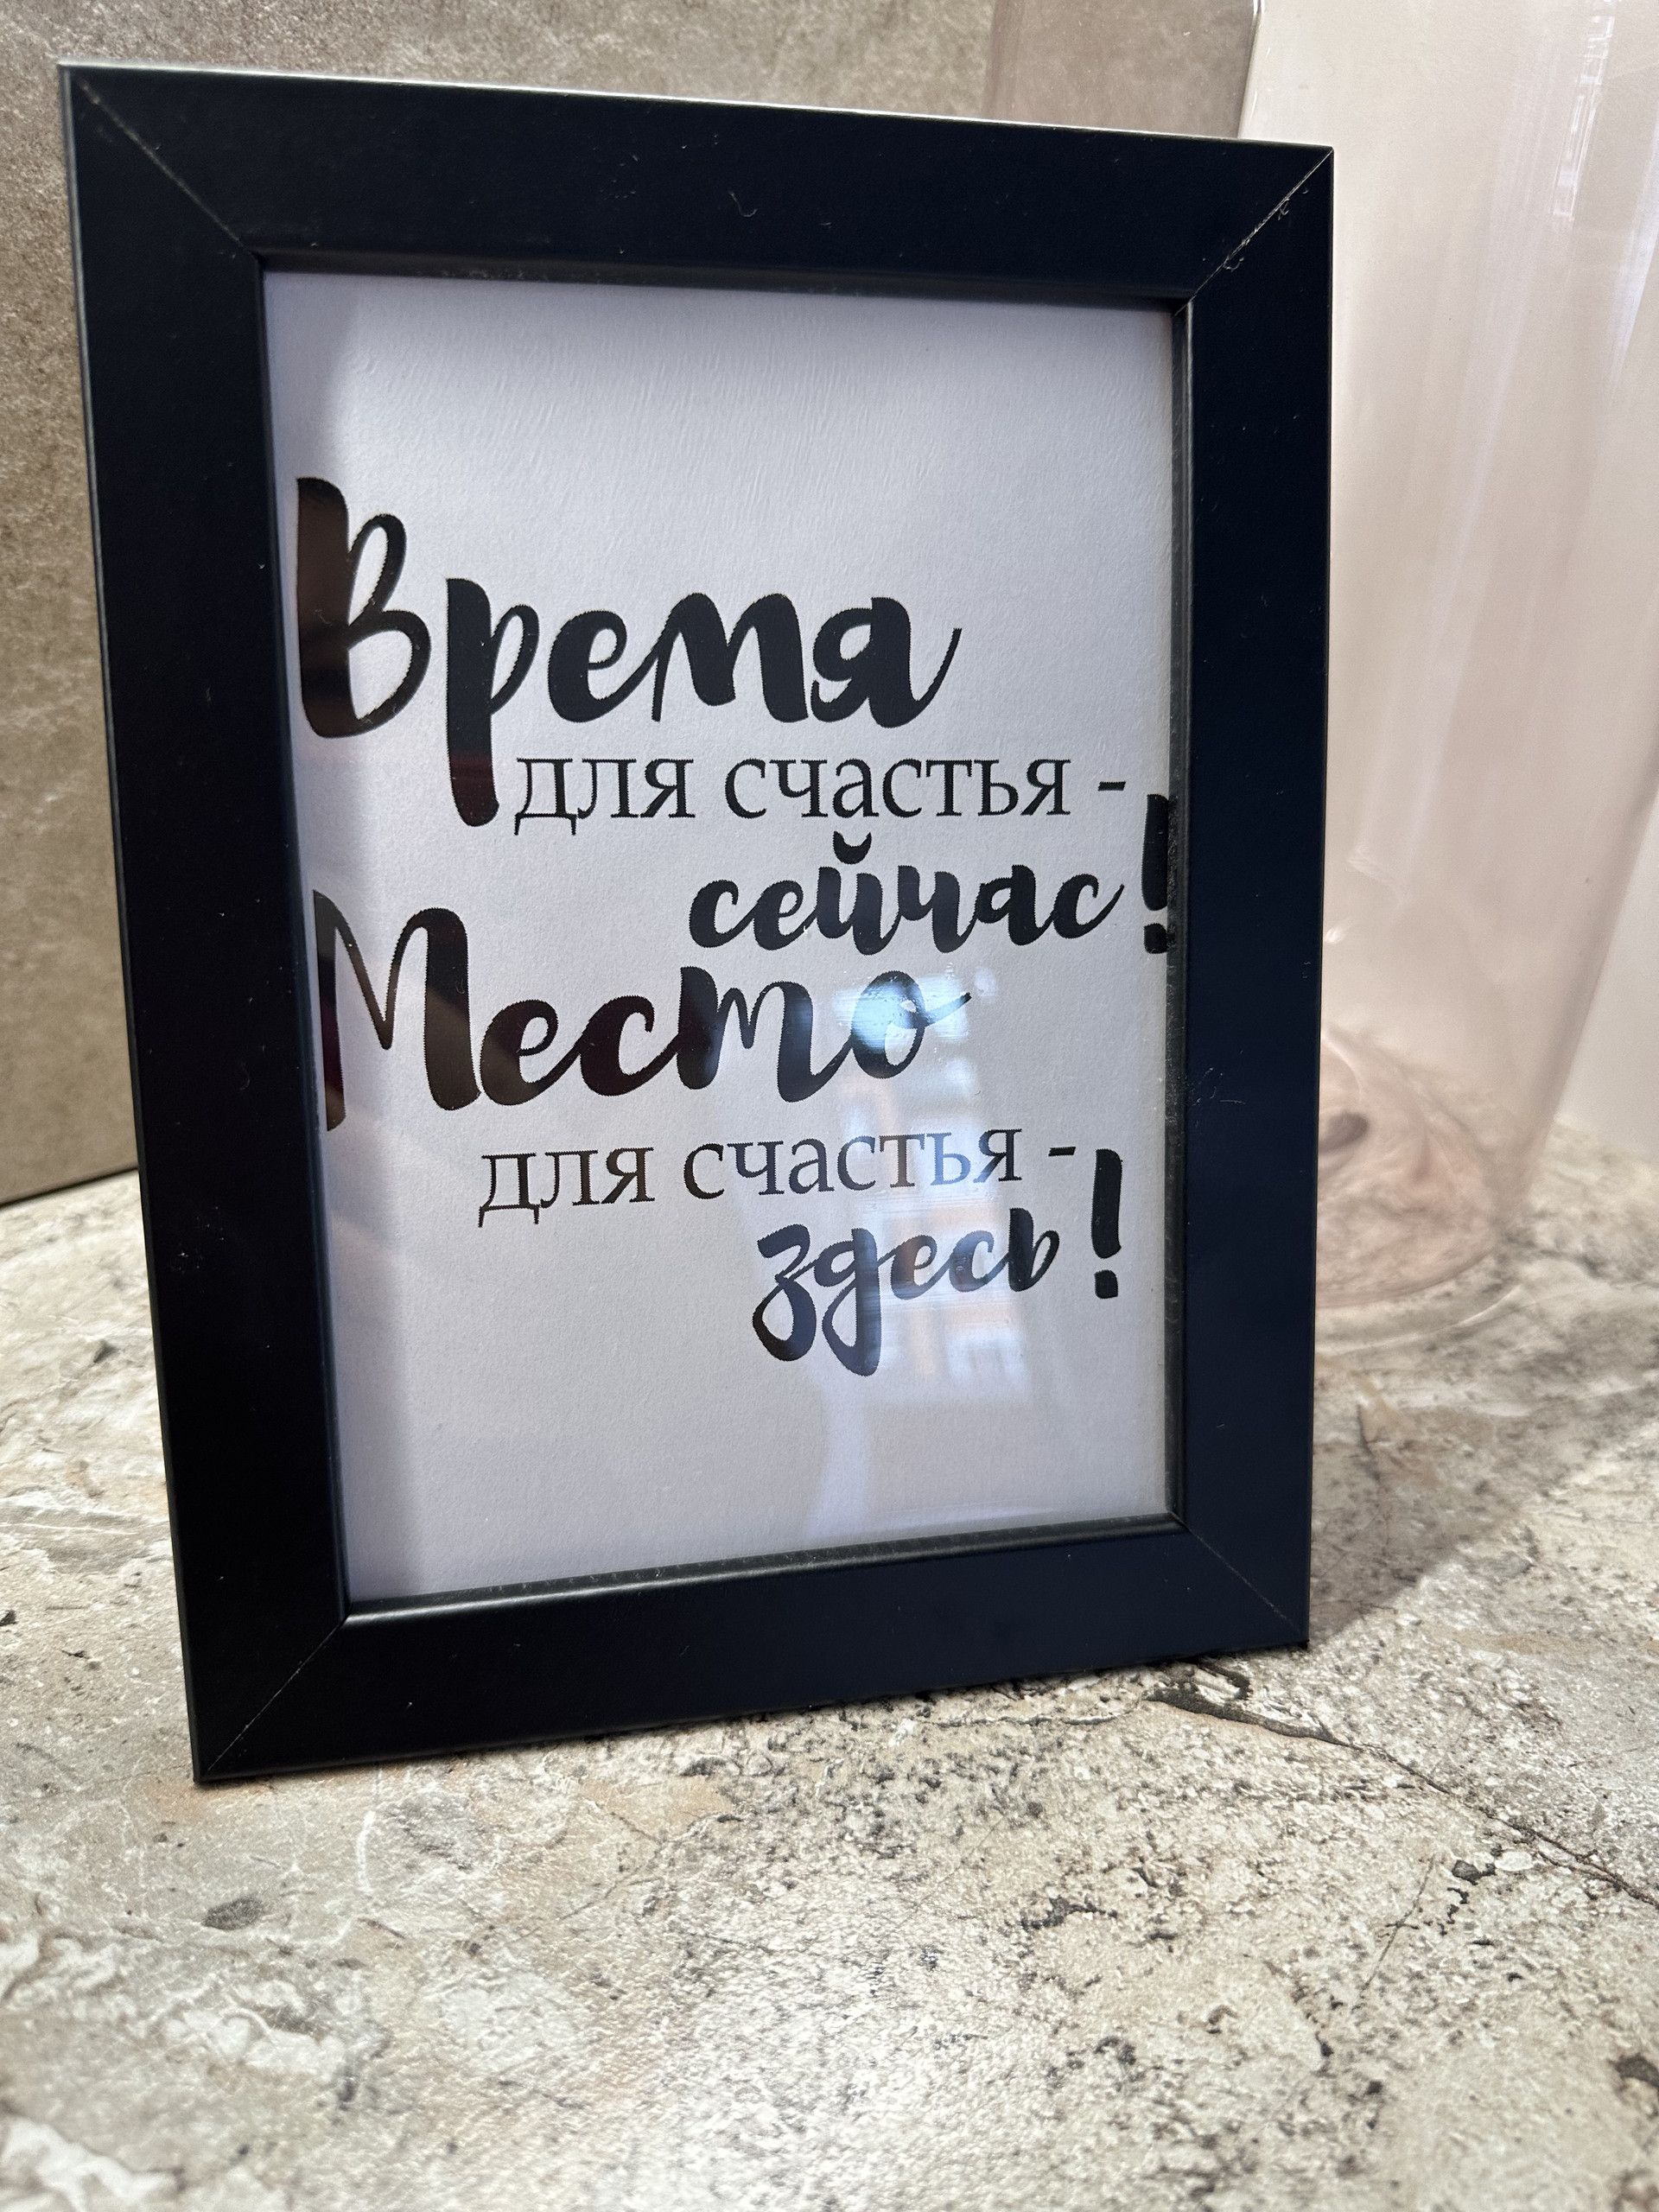 Время
для счастья -
сейчас!
Место
для счастья -
здесь!